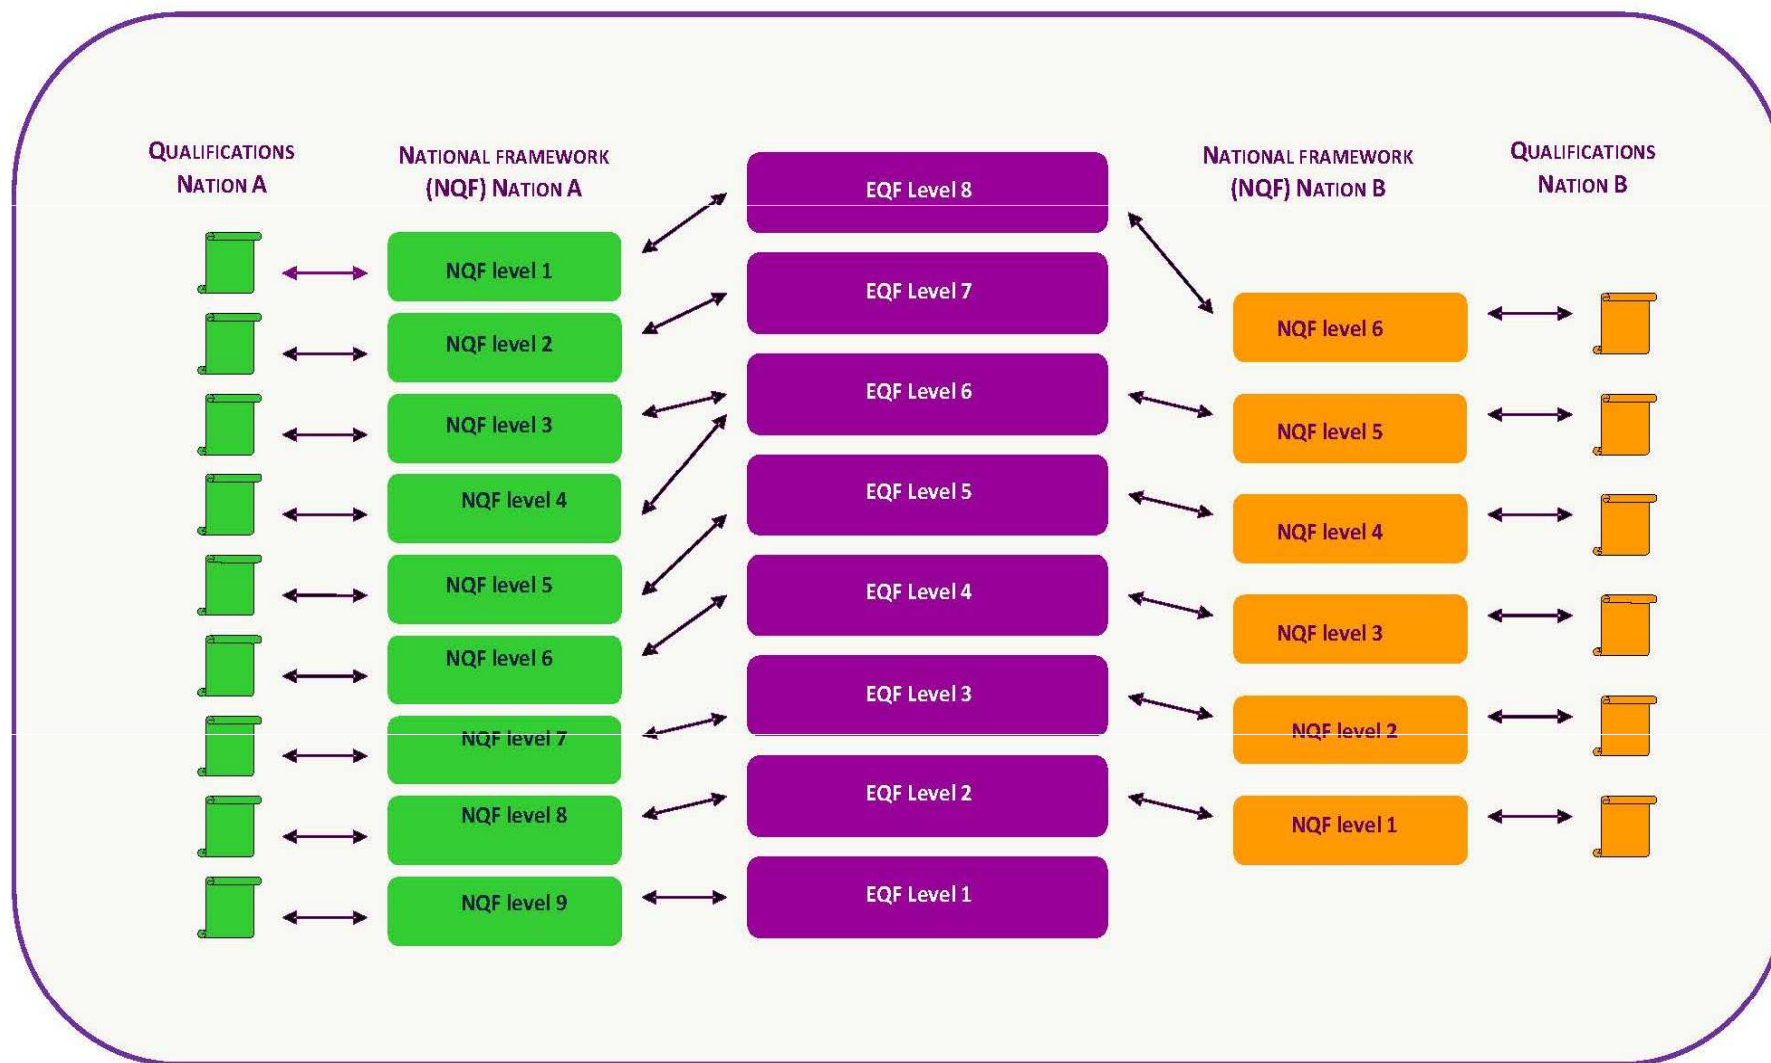 QUALIFICATIONS
NATION A
NATIONAL FRAMEWORK
(NQF) NATION A
NATIONAL FRAMEWORK
(NQF) NATION B
QUALIFICATIONS
NATION B
NQF level 1
NQF level 2
NQF level 3
NQF level 4
NQF level 5
NQF level 6
NQF level 7
NQF level 8
NQF level 9
EQF Level 8
EQF Level 7
EQF Level 6
EQF Level 5
EQF Level 4
EQF Level 3
EQF Level 2
EQF Level 1
NQF level 6
NQF level 5
NQF level 4
NQF level 3
NQF level 2
NQF level 1